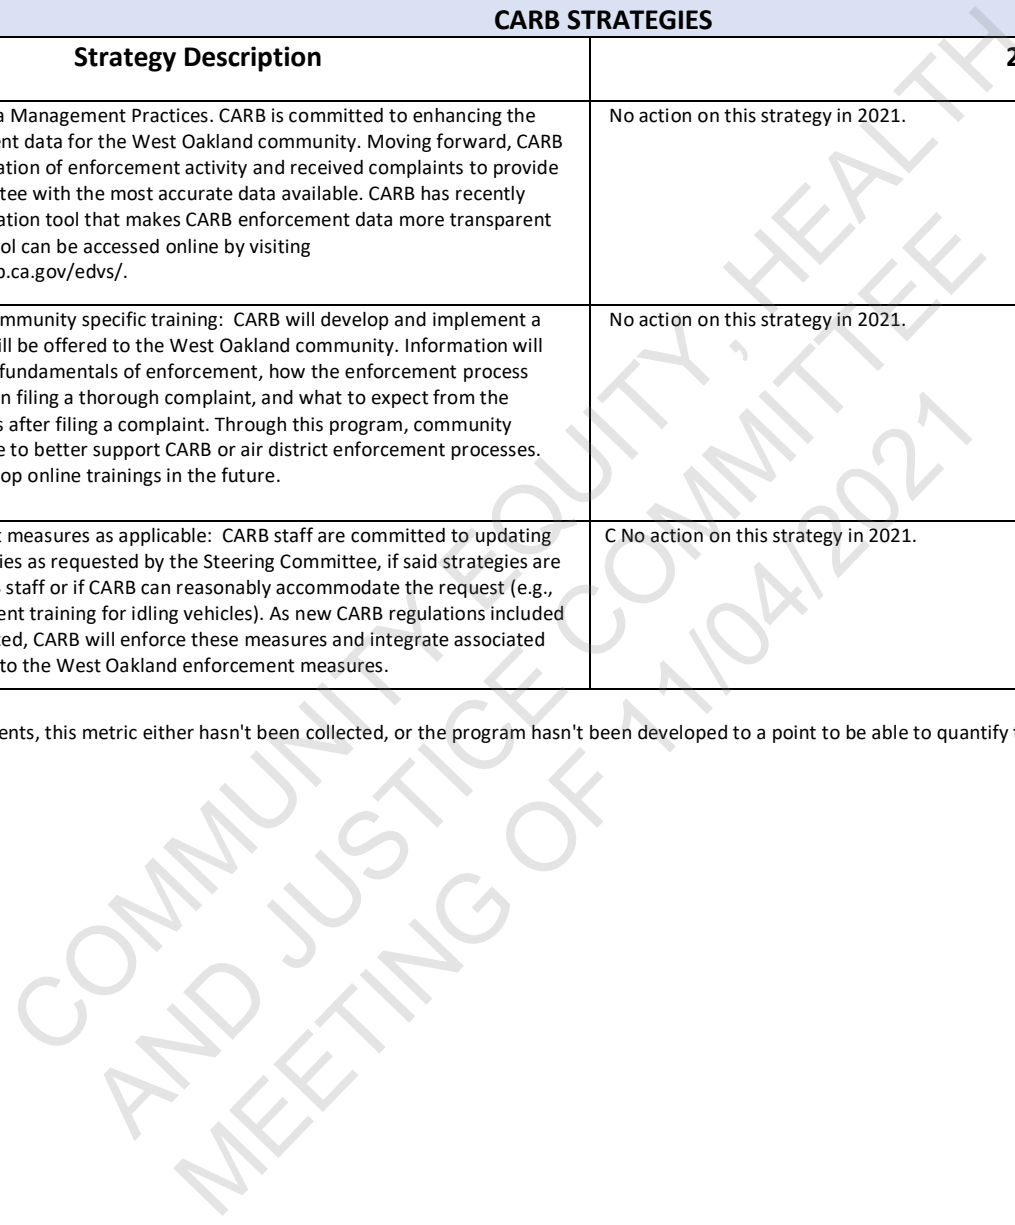 CARB STRATEGIES
Strategy Description
2
a Management Practices. CARB is committed to enhancing the
ent data for the West Oakland community. Moving forward, CARB
ation of enforcement activity and received complaints to provide
tee with the most accurate data available. CARB has recently
ation tool that makes CARB enforcement data more transparent
ol can be accessed online by visiting
b.ca.gov/edvs/.
No action on this strategy in 2021.
mmunity specific training: CARB will develop and implement a
ill be offered to the West Oakland community. Information will
fundamentals of enforcement, how the enforcement process
n filing a thorough complaint, and what to expect from the
s after filing a complaint. Through this program, community
e to better support CARB or air district enforcement processes.
op online trainings in the future.
No action on this strategy in 2021.
t measures as applicable: CARB staff are committed to updating
ies as requested by the Steering Committee, if said strategies are
staff or if CARB can reasonably accommodate the request (e.g.,
ent training for idling vehicles). As new CARB regulations included
ted, CARB will enforce these measures and integrate associated
to the West Oakland enforcement measures.
C No action on this strategy in 2021.
ents, this metric either hasn't been collected, or the program hasn't been developed to a point to be able to quantify
COMMUNITY EQUITY, HEALTH
AND JUSTICE COMMITTEE
MEETING OF 11/04/2021